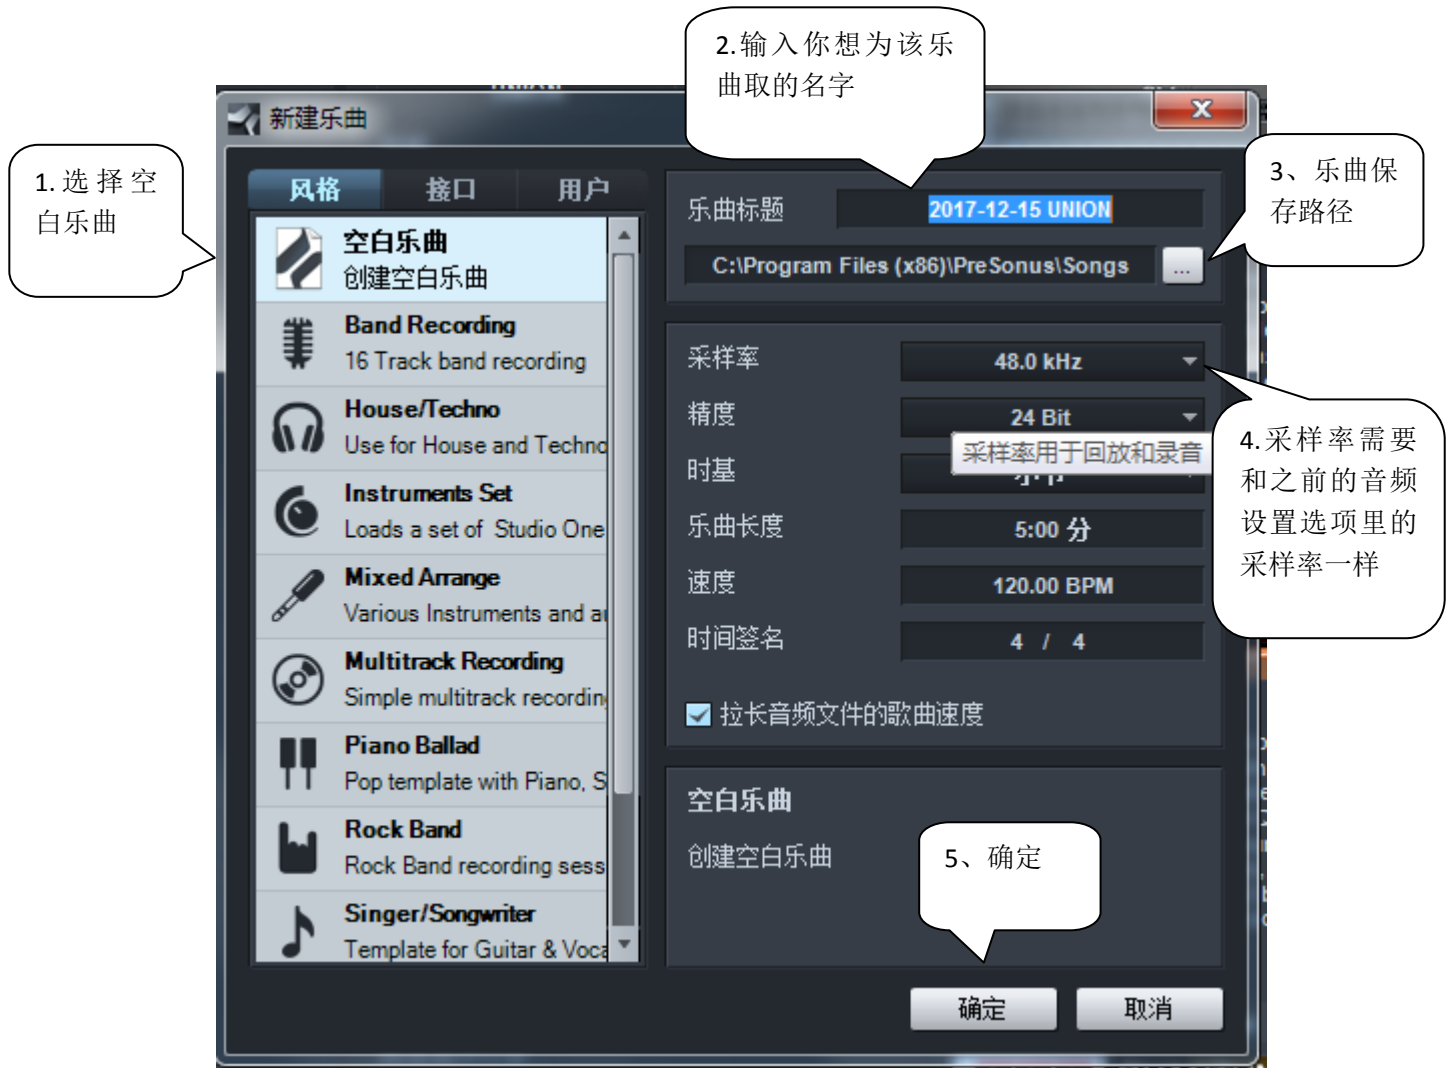 2.输入你想为该乐
曲取的名字
新建乐曲
1.选择空
白乐曲
3、乐曲保
存路径
风格 接口 用户
空白乐曲
创建空白乐曲
Band Recording
16 Track band recording
House/Techno
Use for House and Techno
Instruments Set
Loads a set of Studio One
Mixed Arrange
Various Instruments and au
Multitrack Recording
Simple multitrack recording
Piano Ballad
Pop template with Piano, S
Rock Band
Rock Band recording sess
Singer/Songwriter
Template for Guitar & Voca
乐曲标题 2017-12-15 UNION
C:\Program Files (x86)\PreSonus\Songs ...
采样率 48.0 kHz
精度 24 Bit
采样率用于回放和录音
时基
乐曲长度 5:00 分
速度 120.00 BPM
时间签名 4 / 4
拉长音频文件的歌曲速度
4.采样率需要
和之前的音频
设置选项里的
采样率一样
空白乐曲
创建空白乐曲
5、确定
确定 取消